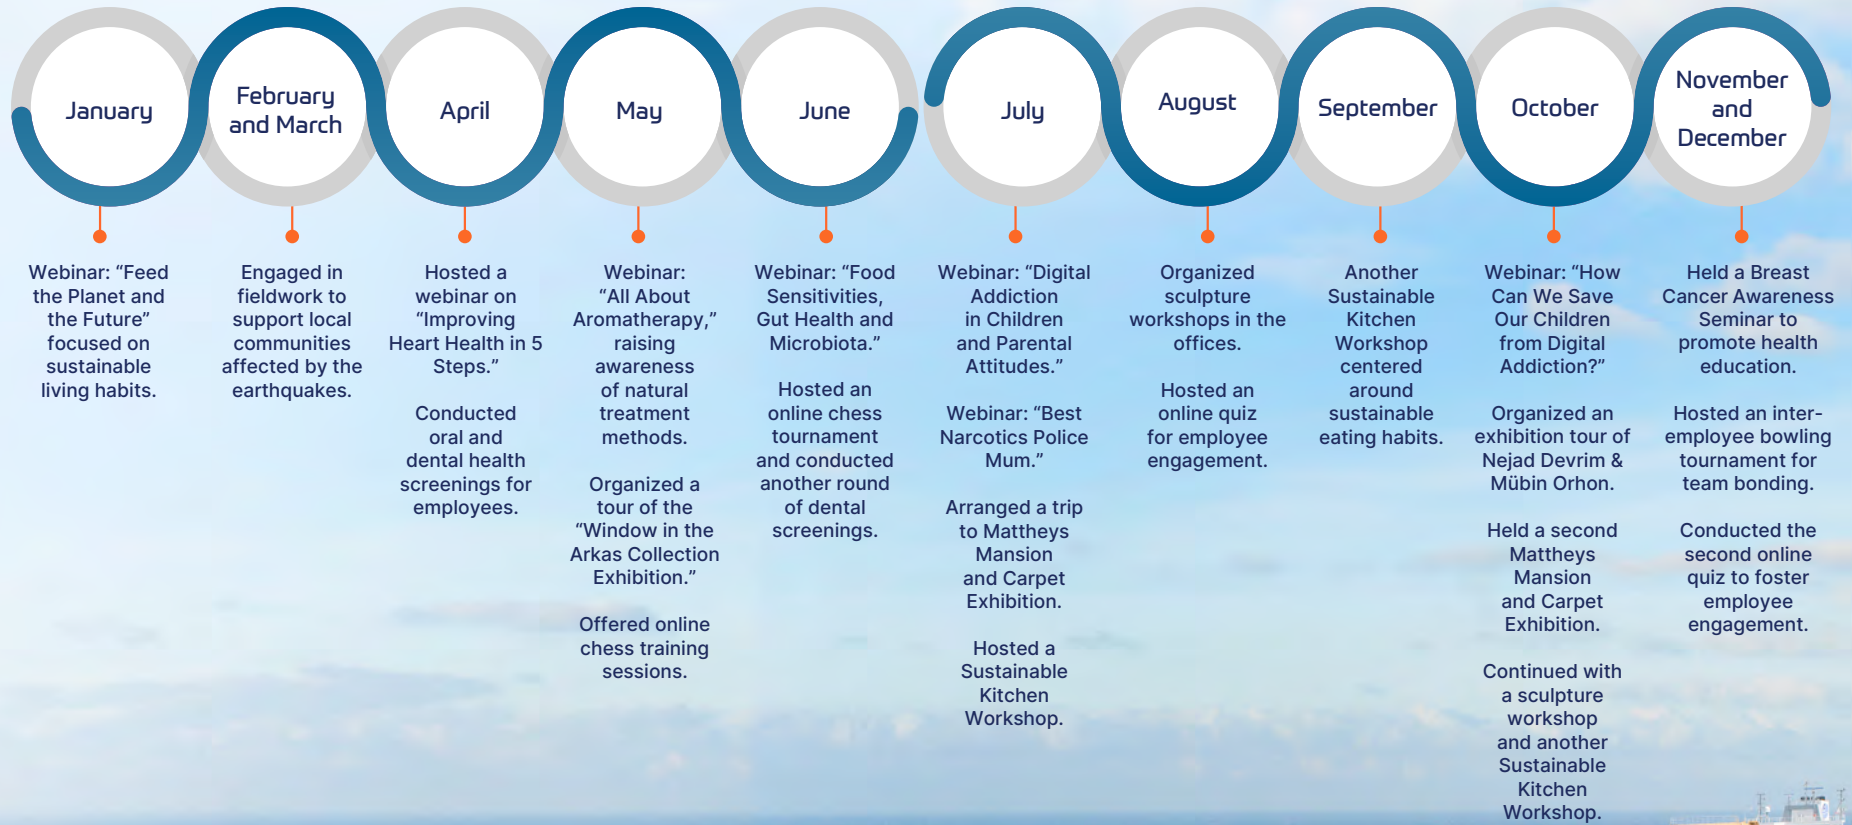 January
Webinar: “Feed
the Planet and
the Future”
focused on
sustainable
living habits.
February
and March
Engaged in
fieldwork to
support local
communities
affected by the
earthquakes.
April
Hosted a
webinar on
“Improving
Heart Health in 5
Steps.”
Conducted
oral and
dental health
screenings for
employees.
May
Webinar:
“All About
Aromatherapy,”
raising
awareness
of natural
treatment
methods.
Organized a
tour of the
“Window in the
Arkas Collection
Exhibition.”
Offered online
chess training
sessions.
June
Webinar: “Food
Sensitivities,
Gut Health and
Microbiota.”
Hosted an
online chess
tournament
and conducted
another round
of dental
screenings.
July
Webinar: “Digital
Addiction
in Children
and Parental
Attitudes.”
Webinar: “Best
Narcotics Police
Mum.”
Arranged a trip
to Mattheys
Mansion
and Carpet
Exhibition.
Hosted a
Sustainable
Kitchen
Workshop.
August
Organized
sculpture
workshops in the
offices.
Hosted an
online quiz
for employee
engagement.
September
Another
Sustainable
Kitchen
Workshop
centered
around
sustainable
eating habits.
October
Webinar: “How
Can We Save
Our Children
from Digital
Addiction?”
Organized an
exhibition tour of
Nejad Devrim &
Mübin Orhon.
Held a second
Mattheys
Mansion
and Carpet
Exhibition.
Continued with
a sculpture
workshop
and another
Sustainable
Kitchen
Workshop.
November
and
December
Held a Breast
Cancer Awareness
Seminar to
promote health
education.
Hosted an inter-
employee bowling
tournament for
team bonding.
Conducted the
second online
quiz to foster
employee
engagement.